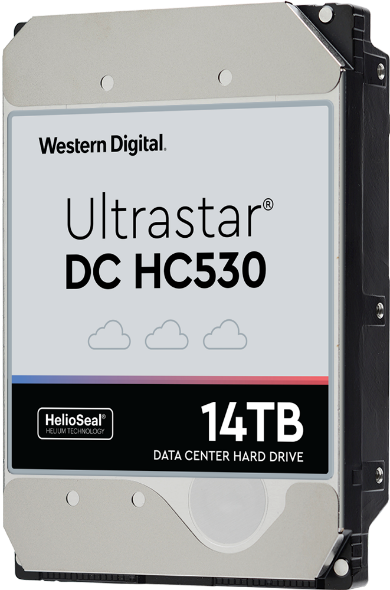 Western Digital.
Ultrastar®
DC HC530
HelioSeal®
HELIUM TECHNOLOGY
14TB
DATA CENTER HARD DRIVE